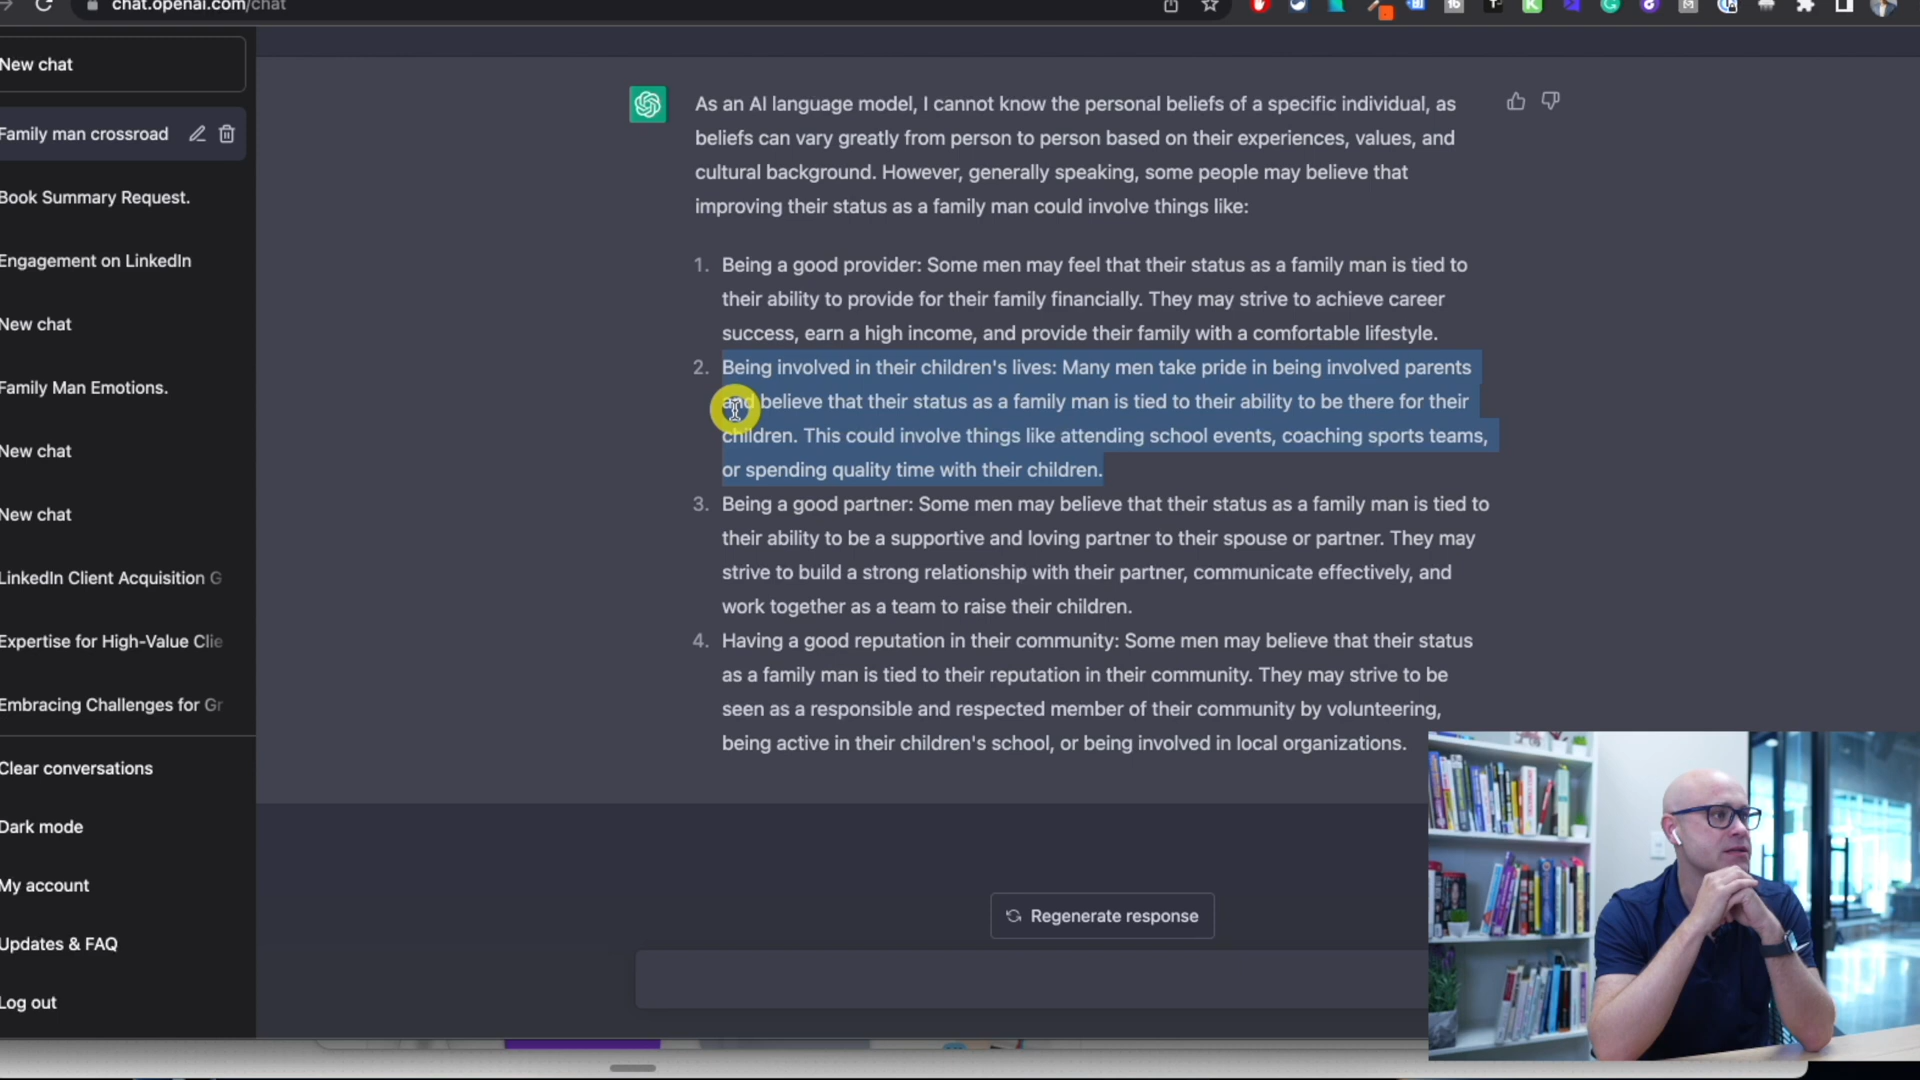 chat.openai.com/chat
New chat
Family man crossroad
Book Summary Request.
Engagement on LinkedIn
New chat
Family Man Emotions.
New chat
New chat
LinkedIn Client Acquisition G
Expertise for High-Value Clie
Embracing Challenges for Gr
Clear conversations
Dark mode
My account
Updates & FAQ
Log out
As an AI language model, I cannot know the personal beliefs of a specific individual, as
beliefs can vary greatly from person to person based on their experiences, values, and
cultural background. However, generally speaking, some people may believe that
improving their status as a family man could involve things like:
1. Being a good provider: Some men may feel that their status as a family man is tied to
their ability to provide for their family financially. They may strive to achieve career
success, earn a high income, and provide their family with a comfortable lifestyle.
2. Being involved in their children's lives: Many men take pride in being involved parents
and believe that their status as a family man is tied to their ability to be there for their
children. This could involve things like attending school events, coaching sports teams,
or spending quality time with their children.
3. Being a good partner: Some men may believe that their status as a family man is tied to
their ability to be a supportive and loving partner to their spouse or partner. They may
strive to build a strong relationship with their partner, communicate effectively, and
work together as a team to raise their children.
4. Having a good reputation in their community: Some men may believe that their status
as a family man is tied to their reputation in their community. They may strive to be
seen as a responsible and respected member of their community by volunteering,
being active in their children's school, or being involved in local organizations.
Regenerate response